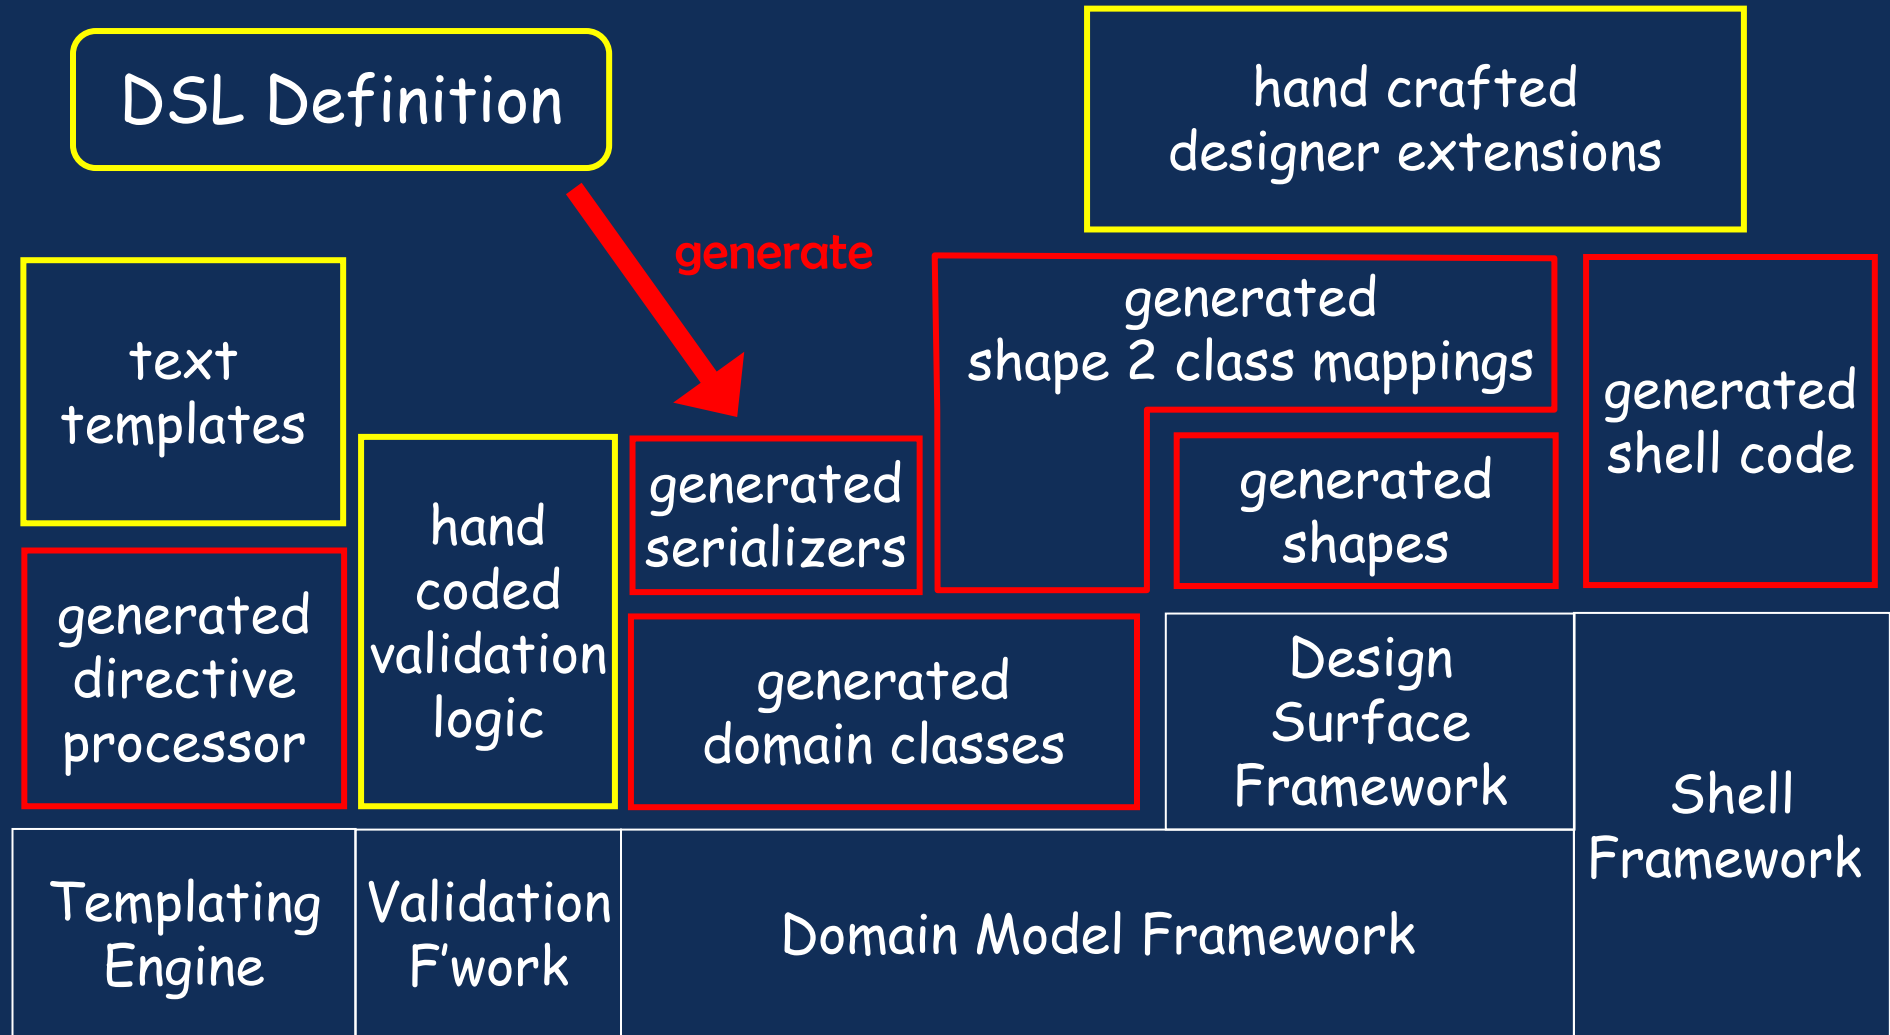 DSL Definition
hand crafted
designer extensions
generate
text
templates
generated
shape 2 class mappings
generated
shell code
hand
coded
validation
logic
generated
serializers
generated
shapes
generated
directive
processor
generated
domain classes
Design
Surface
Framework
Shell
Framework
Templating
Engine
Validation
F'work
Domain Model Framework